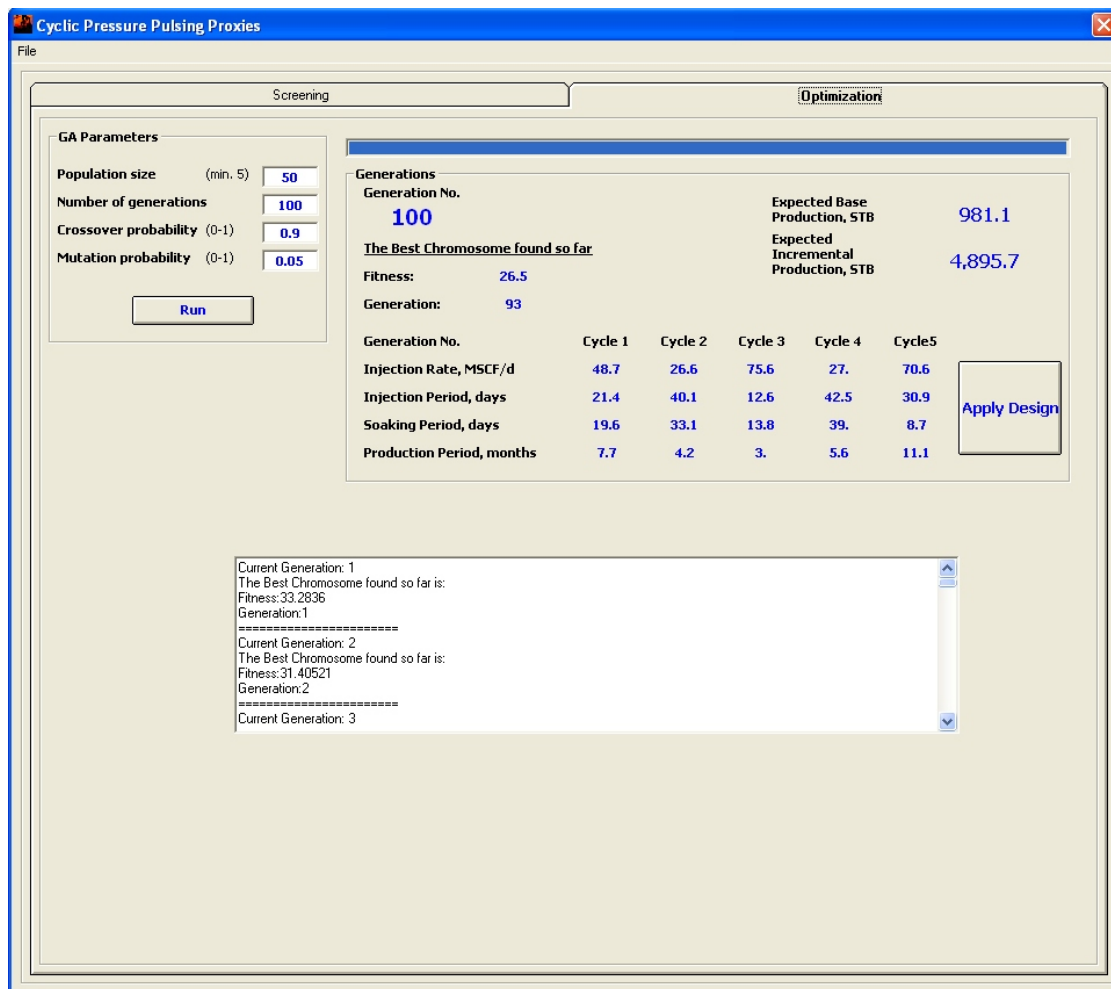 Cyclic Pressure Pulsing Proxies
File
Screening
Optimization
GA Parameters
Population size (min. 5) 50
Number of generations 100
Crossover probability (0-1) 0.9
Mutation probability (0-1) 0.05
Run
Generations
Generation No.
100
The Best Chromosome found so far
Fitness: 26.5
Generation: 93
Expected Base
Production, STB
981.1
Expected
Incremental
Production, STB
4,895.7
Generation No. Cycle 1 Cycle 2 Cycle 3 Cycle 4 Cycle5
Injection Rate, MSCF/d 48.7 26.6 75.6 27. 70.6
Injection Period, days 21.4 40.1 12.6 42.5 30.9
Soaking Period, days 19.6 33.1 13.8 39. 8.7
Production Period, months 7.7 4.2 3. 5.6 11.1
Apply Design
Current Generation: 1
The Best Chromosome found so far is:
Fitness:33.2836
Generation:1
=======================
Current Generation: 2
The Best Chromosome found so far is:
Fitness:31.40521
Generation:2
=======================
Current Generation: 3